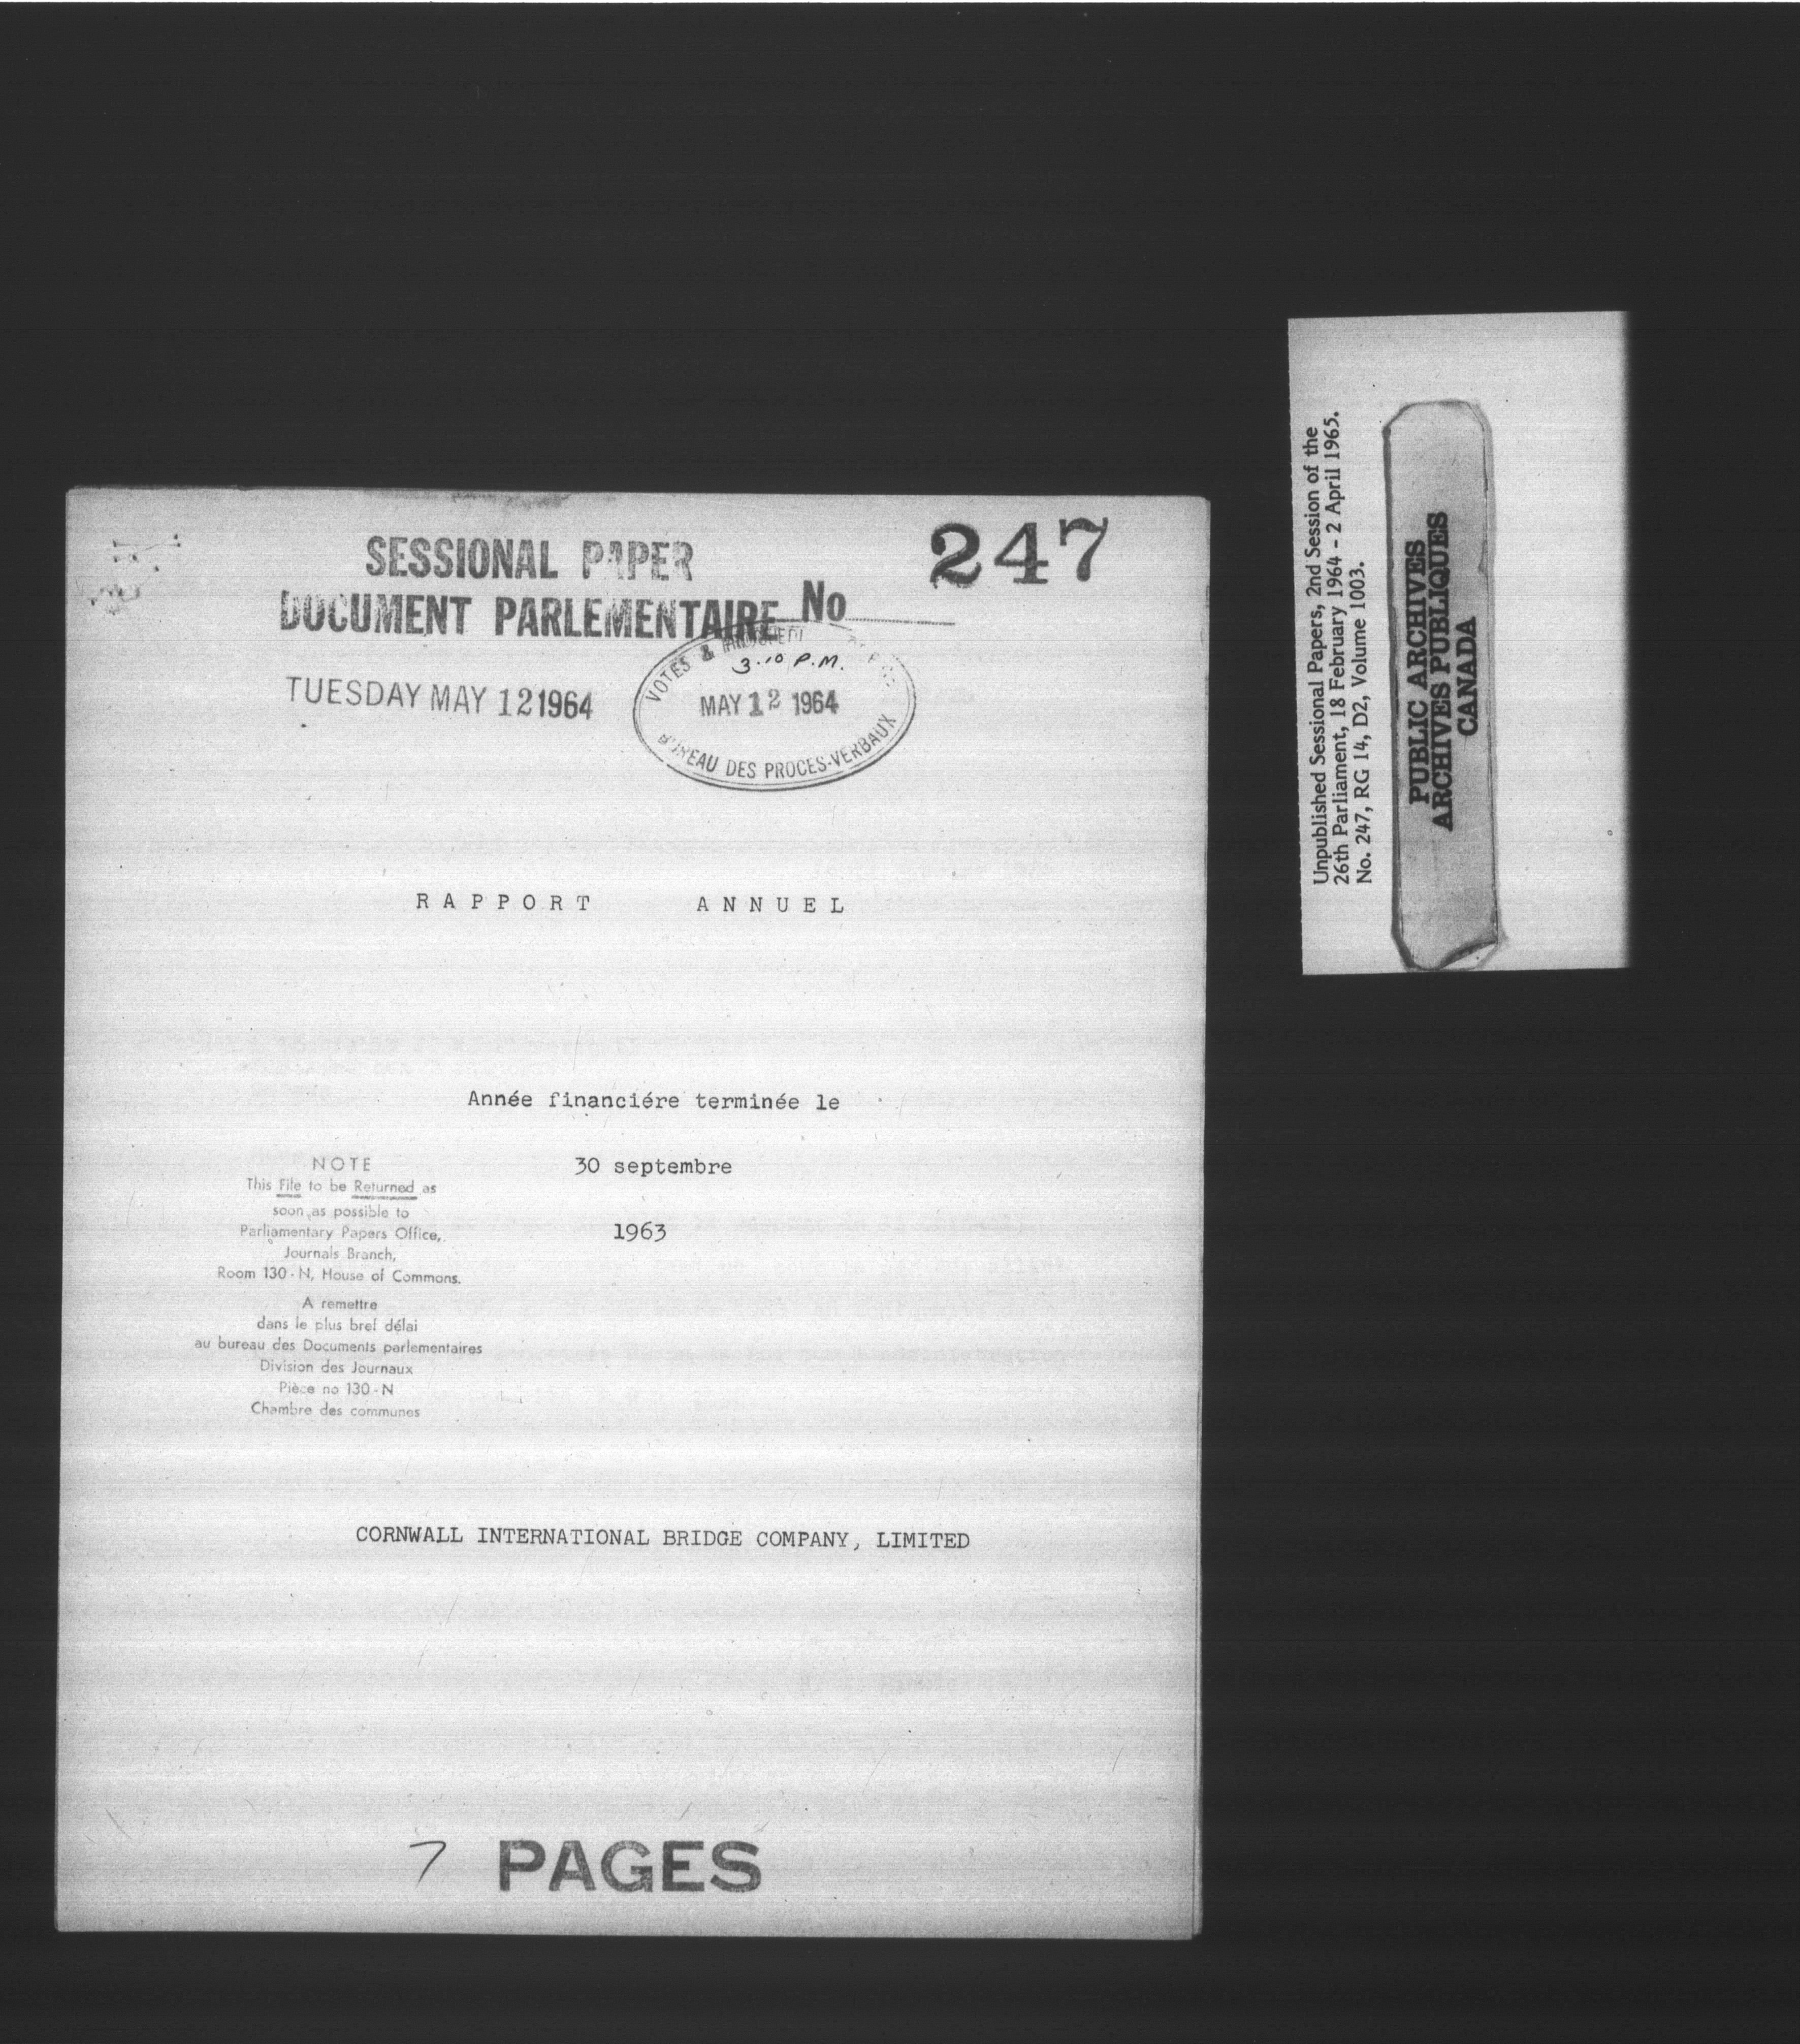 SESSIONAL PAPER
DOCUMENT PARLEMENTAIRE No
247
TUESDAY MAY 12 1964
VOTES &
3.10 P.M.
MAY 12 1964
BUREAU DES PROCES-VERBAUX
RAPPORT ANNUEL
Année financiére terminée le
30 septembre
1963
NOTE
This File to be Returned as
soon as possible to
Parliamentary Papers Office,
Journals Branch,
Room 130-N, House of Commons.
A remettre
dans le plus bref délai
au bureau des Documents parlementaires
Division des Journaux
Pièce no 130-N
Chambre des communes
CORNWALL INTERNATIONAL BRIDGE COMPANY, LIMITED
7 PAGES
Unpublished Sessional Papers, 2nd Session of the
26th Parliament, 18 February 1964 - 2 April 1965.
No. 247, RG 14, D2, Volume 1003.
PUBLIC ARCHIVES
ARCHIVES PUBLIQUES
CANADA